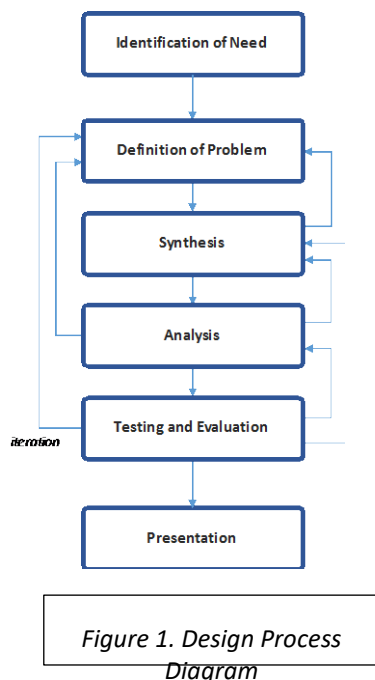 Identification of Need
Definition of Problem
Synthesis
Analysis
Testing and Evaluation
iteration
Presentation
Figure 1. Design Process
Diagram